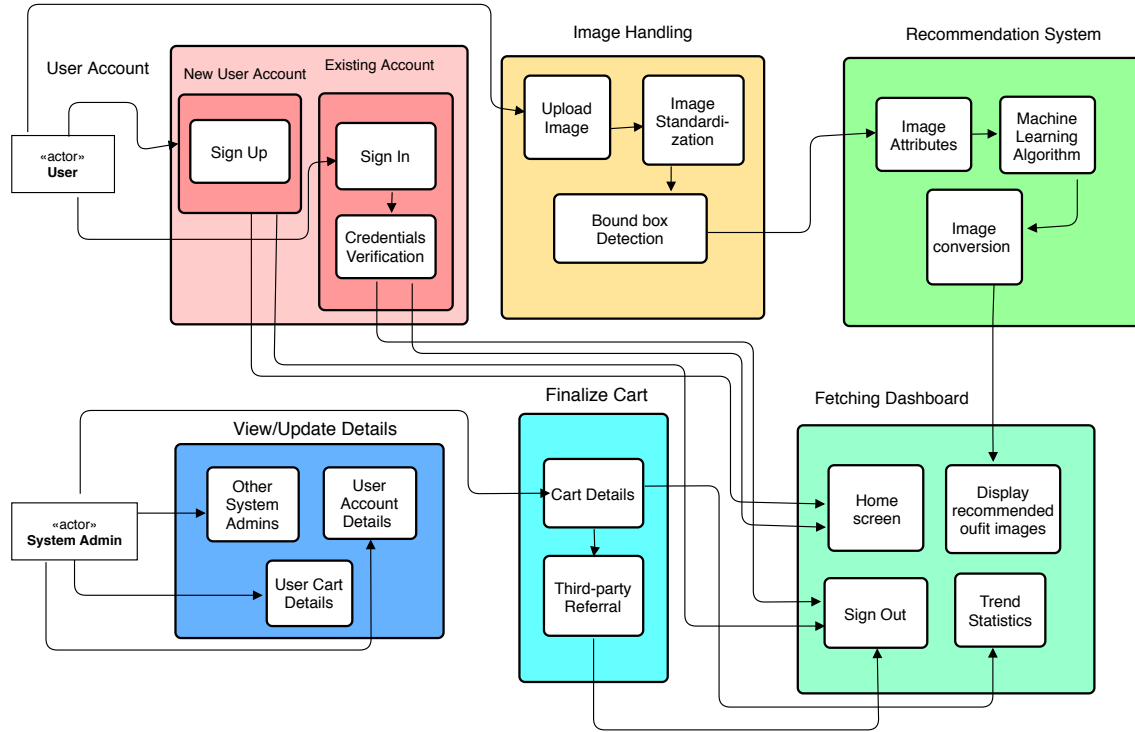 Image Handling
Recommendation System
User Account
New User Account
Existing Account
Sign Up
Sign In
Credentials
Verification
«actor»
User
Upload
Image
Image
Standardi-
zation
Bound box
Detection
Image
Attributes
Machine
Learning
Algorithm
Image
conversion
View/Update Details
Finalize Cart
Fetching Dashboard
«actor»
System Admin
Other
System
Admins
User
Account
Details
User Cart
Details
Cart Details
Third-party
Referral
Home
screen
Display
recommended
oufit images
Sign Out
Trend
Statistics